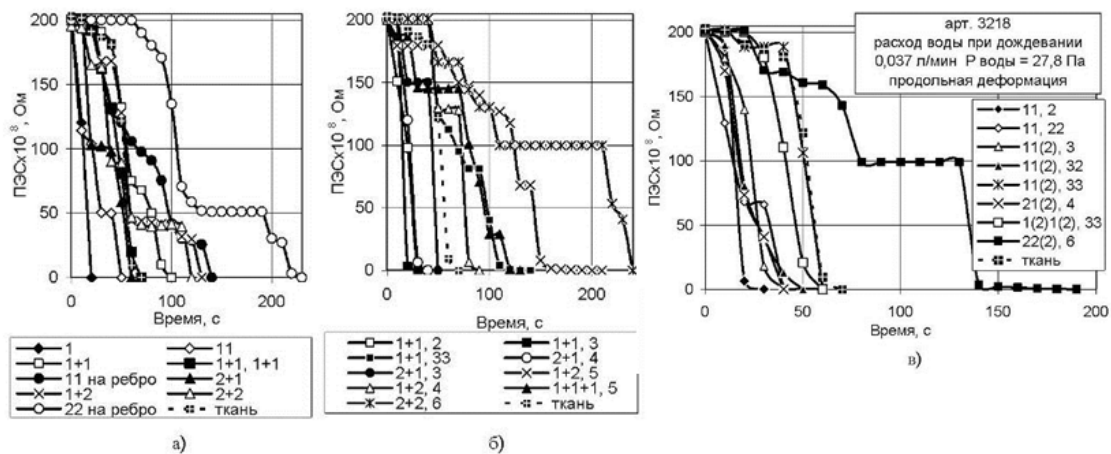 ПЭСx10⁸, Ом
200
150
100
50
0
0
100
200
Время, с
1
11
1+1
1+1, 1+1
11 на ребро
2+1
1+2
2+2
22 на ребро
ткань
а)
ПЭСx10⁸, Ом
200
150
100
50
0
0
100
200
Время, с
1+1, 2
1+1, 3
1+1, 33
2+1, 4
2+1, 3
1+2, 5
1+2, 4
1+1+1, 5
2+2, 6
ткань
б)
ПЭСx10⁸, Ом
200
150
100
50
0
0
50
100
150
200
Время, с
арт. 3218
расход воды при дождевании
0,037 л/мин Р воды = 27,8 Па
продольная деформация
11, 2
11, 22
11(2), 3
11(2), 32
11(2), 33
21(2), 4
1(2)1(2), 33
22(2), 6
ткань
в)